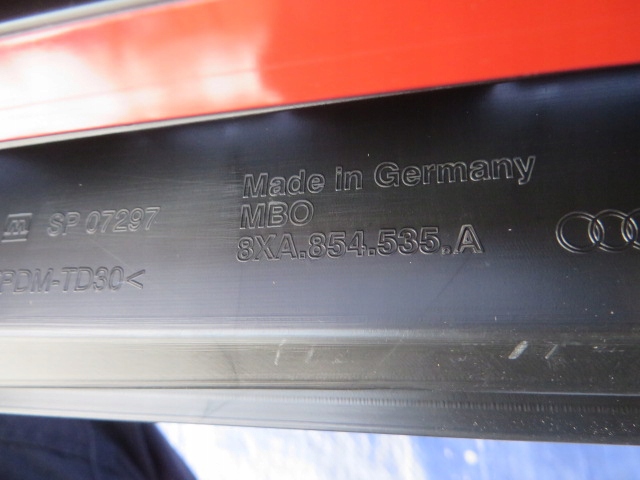 SP 07297
PDM-TD30<
Made in Germany
MBO
8XA.854.535.A